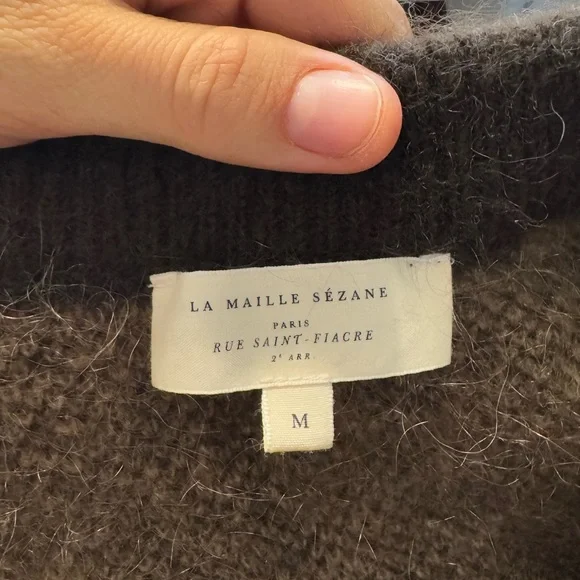 LA MAILLE SÉZANE
PARIS
RUE SAINT-FIACRE
2ᵉ ARR.
M